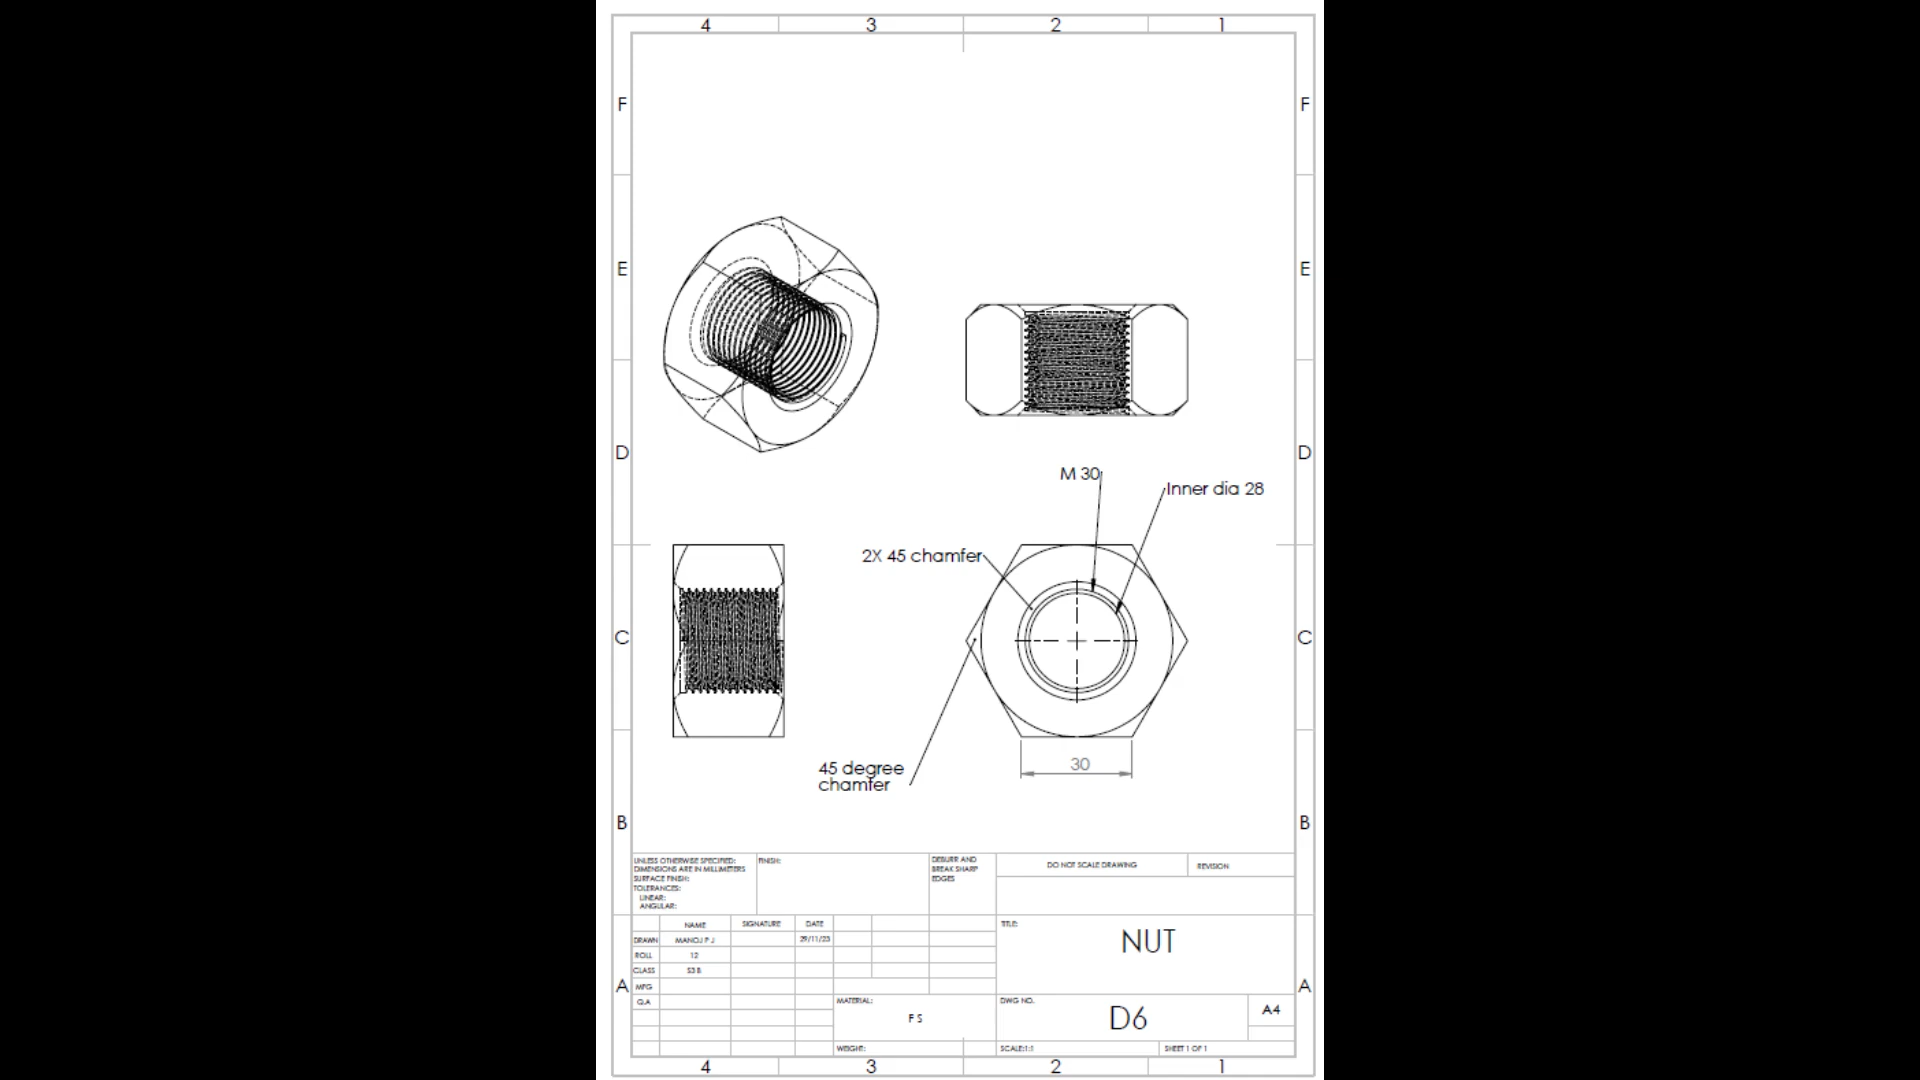 4 3 2 1
F F
E E
D D
M 30
Inner dia 28
2X 45 chamfer
C C
30
45 degree
chamfer
B B
UNLESS OTHERWISE SPECIFIED:
DIMENSIONS ARE IN MILLIMETERS
SURFACE FINISH:
TOLERANCES:
LINEAR:
ANGULAR:
FINISH:
DEBURR AND
BREAK SHARP
EDGES
DO NOT SCALE DRAWING
REVISION
NAME SIGNATURE DATE
DRAWN MANOJ P J 29/11/23
ROLL 12
CLASS S3 B
MFG
Q.A
TITLE:
NUT
A A
MATERIAL:
F S
DWG NO.
D6
A4
WEIGHT:
SCALE:1:1
SHEET 1 OF 1
4 3 2 1